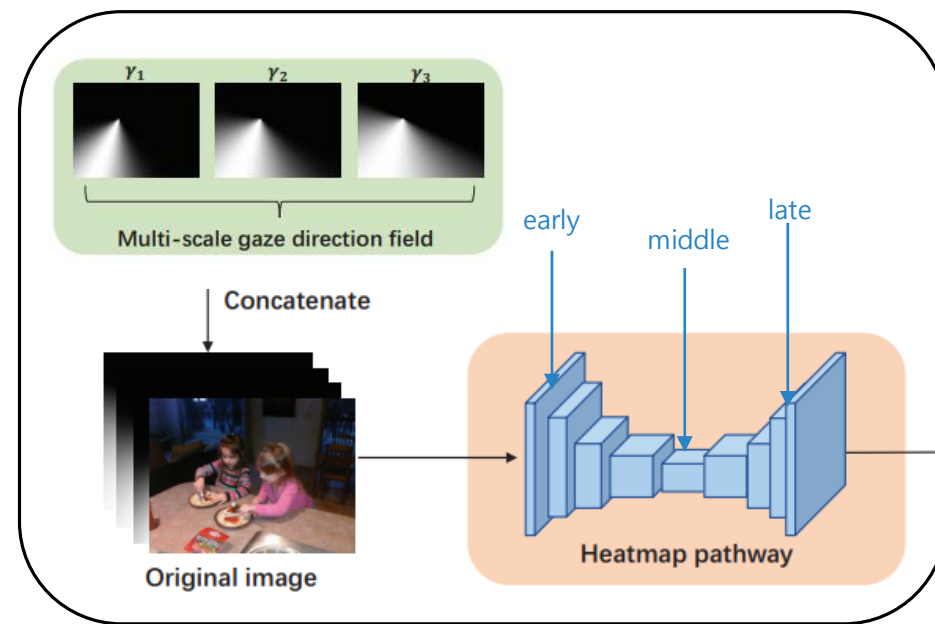 γ₁ γ₂ γ₃
Multi-scale gaze direction field
early
middle
late
Concatenate
Original image
Heatmap pathway